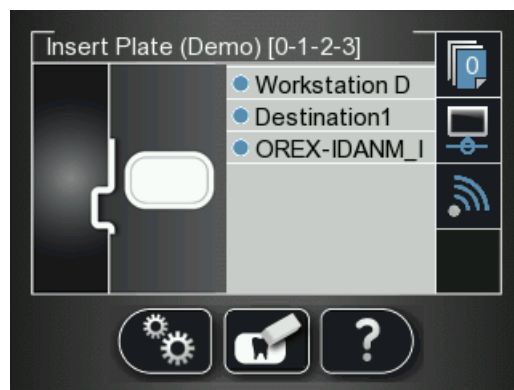 Insert Plate (Demo) [0-1-2-3]
0
Workstation D
Destination1
OREX-IDANM_I
?